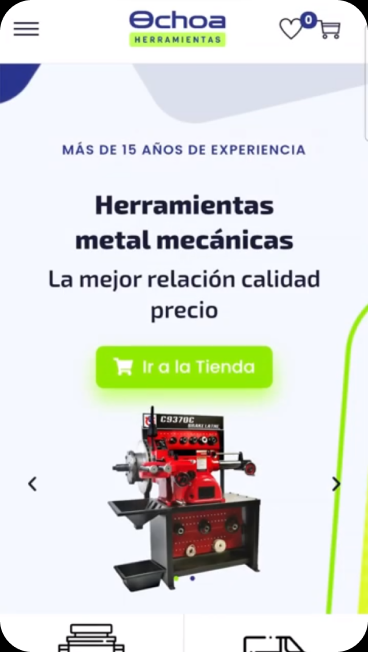 Ochoa
HERRAMIENTAS
0
MÁS DE 15 AÑOS DE EXPERIENCIA
Herramientas
metal mecánicas
La mejor relación calidad
precio
Ir a la Tienda
C9370C
BRAKE LATHE